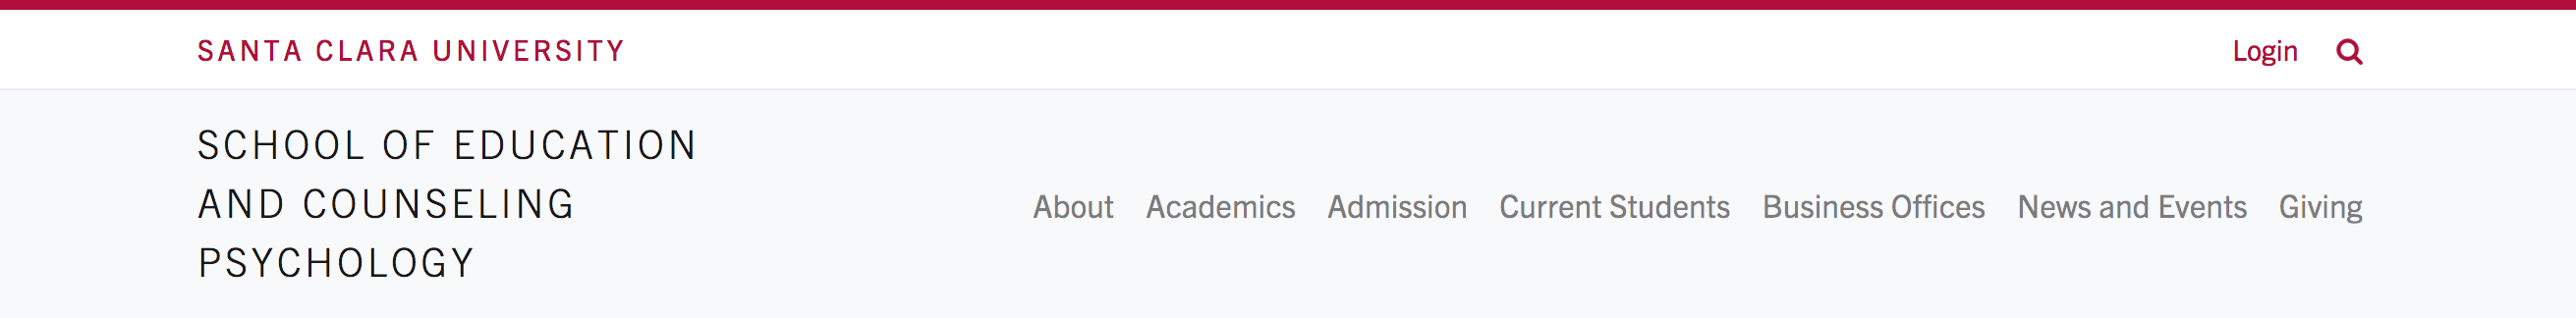 SANTA CLARA UNIVERSITY
Login
SCHOOL OF EDUCATION
AND COUNSELING
PSYCHOLOGY
About Academics Admission Current Students Business Offices News and Events Giving